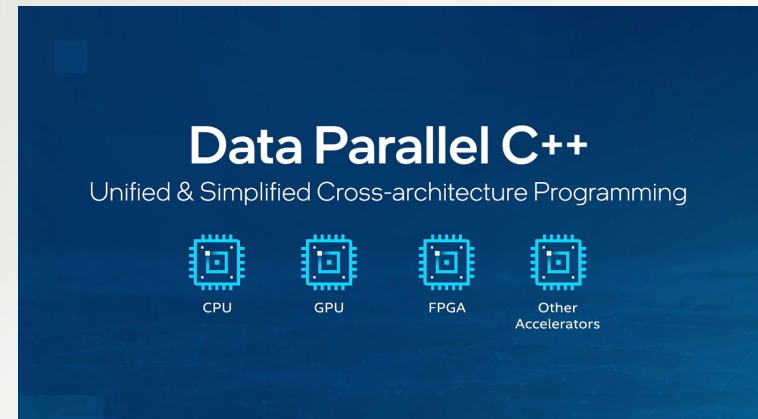 Data Parallel C++
Unified & Simplified Cross-architecture Programming
CPU
GPU
FPGA
Other
Accelerators